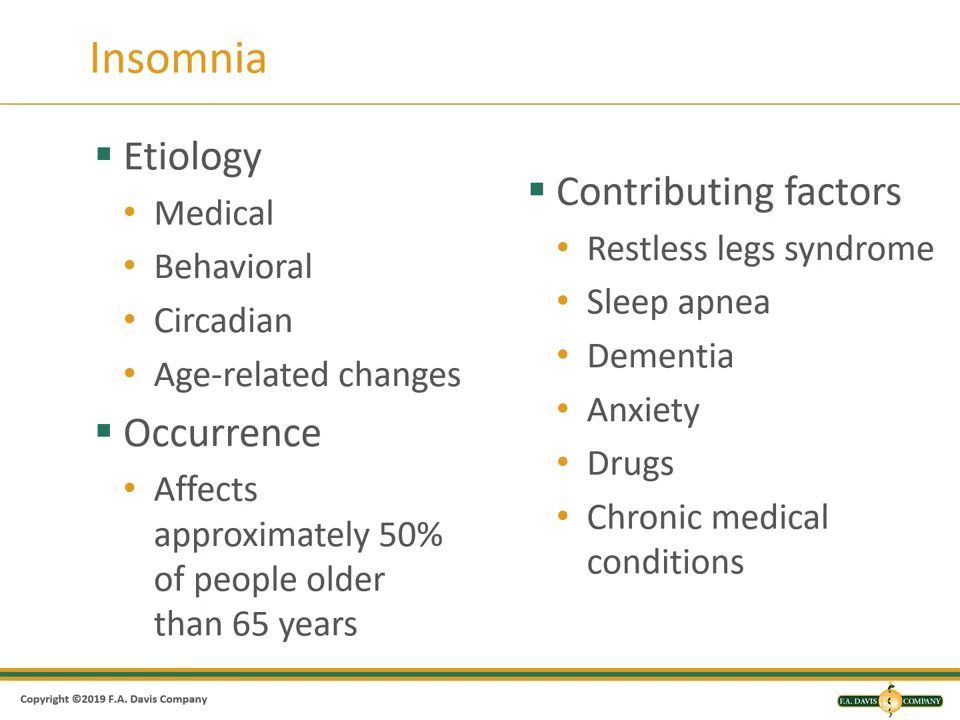 Insomnia
Etiology
Medical
Behavioral
Circadian
Age-related changes
Occurrence
Affects
approximately 50%
of people older
than 65 years
Contributing factors
Restless legs syndrome
Sleep apnea
Dementia
Anxiety
Drugs
Chronic medical
conditions
Copyright ©2019 F.A. Davis Company
F.A. DAVIS COMPANY